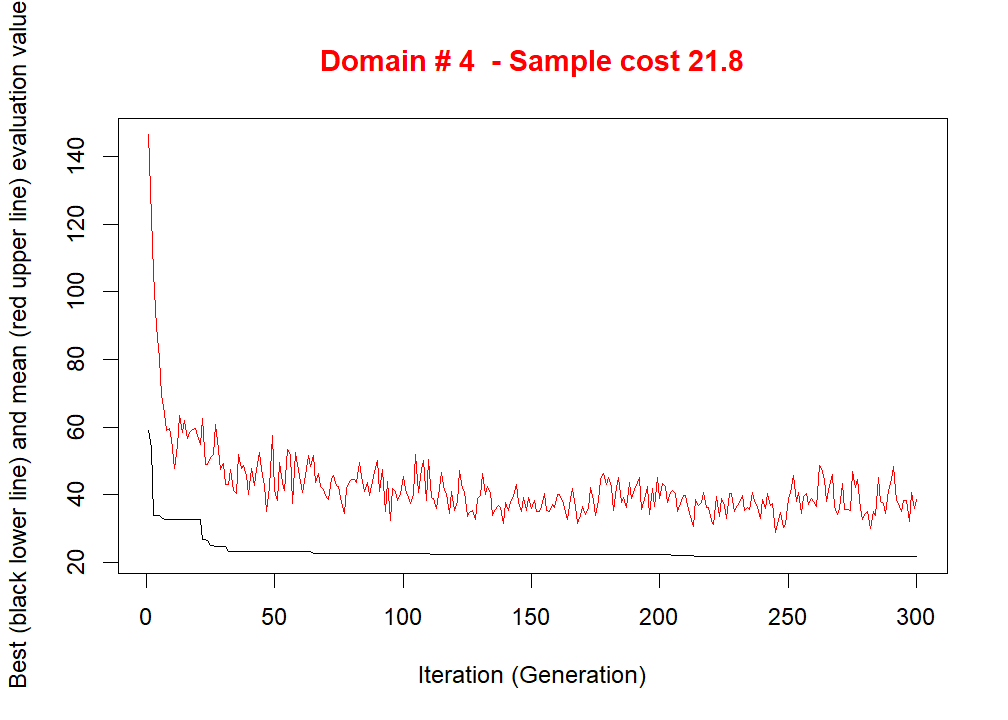 Domain # 4  - Sample cost 21.8
Best (black lower line) and mean (red upper line) evaluation value
140
120
100
80
60
40
20
0 50 100 150 200 250 300
Iteration (Generation)